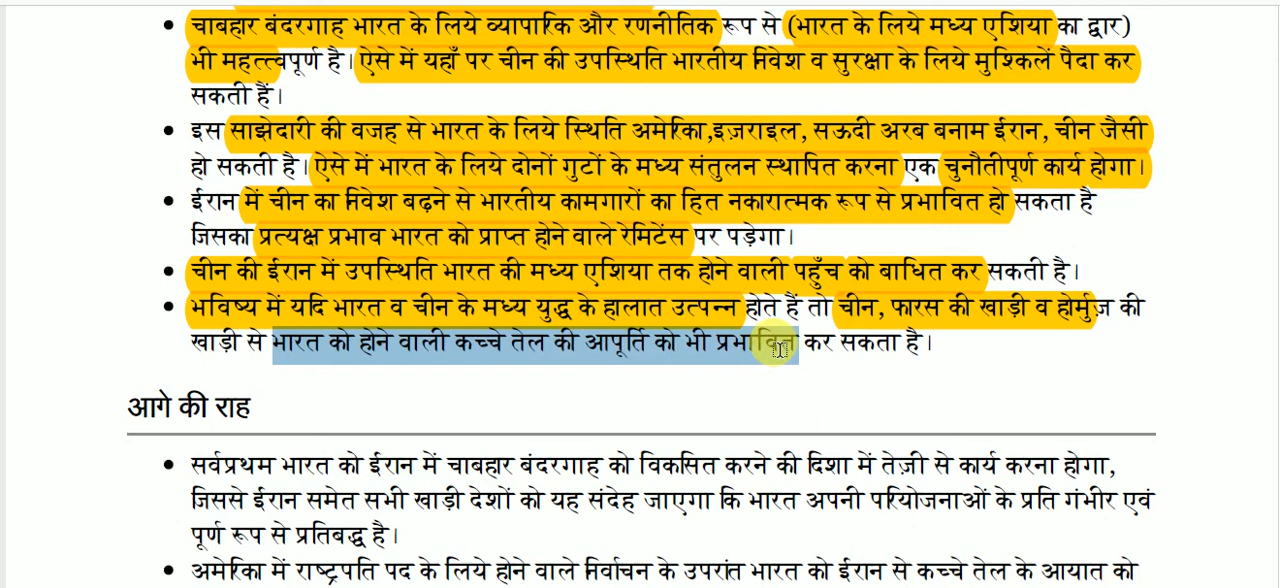 चाबहार बंदरगाह भारत के लिये व्यापारिक और रणनीतिक रूप से (भारत के लिये मध्य एशिया का द्वार)
भी महत्त्वपूर्ण है। ऐसे में यहाँ पर चीन की उपस्थिति भारतीय निवेश व सुरक्षा के लिये मुश्किलें पैदा कर
सकती हैं।
इस साझेदारी की वजह से भारत के लिये स्थिति अमेरिका,इज़राइल, सऊदी अरब बनाम ईरान, चीन जैसी
हो सकती है। ऐसे में भारत के लिये दोनों गुटों के मध्य संतुलन स्थापित करना एक चुनौतीपूर्ण कार्य होगा।
ईरान में चीन का निवेश बढ़ने से भारतीय कामगारों का हित नकारात्मक रूप से प्रभावित हो सकता है
जिसका प्रत्यक्ष प्रभाव भारत को प्राप्त होने वाले रेमिटेंस पर पड़ेगा।
चीन की ईरान में उपस्थिति भारत की मध्य एशिया तक होने वाली पहुँच को बाधित कर सकती है।
भविष्य में यदि भारत व चीन के मध्य युद्ध के हालात उत्पन्न होते हैं तो चीन, फारस की खाड़ी व होर्मुज़ की
खाड़ी से भारत को होने वाली कच्चे तेल की आपूर्ति को भी प्रभावित कर सकता है।
आगे की राह
सर्वप्रथम भारत को ईरान में चाबहार बंदरगाह को विकसित करने की दिशा में तेज़ी से कार्य करना होगा,
जिससे ईरान समेत सभी खाड़ी देशों को यह संदेह जाएगा कि भारत अपनी परियोजनाओं के प्रति गंभीर एवं
पूर्ण रूप से प्रतिबद्ध है।
अमेरिका में राष्ट्रपति पद के लिये होने वाले निर्वाचन के उपरांत भारत को ईरान से कच्चे तेल के आयात को